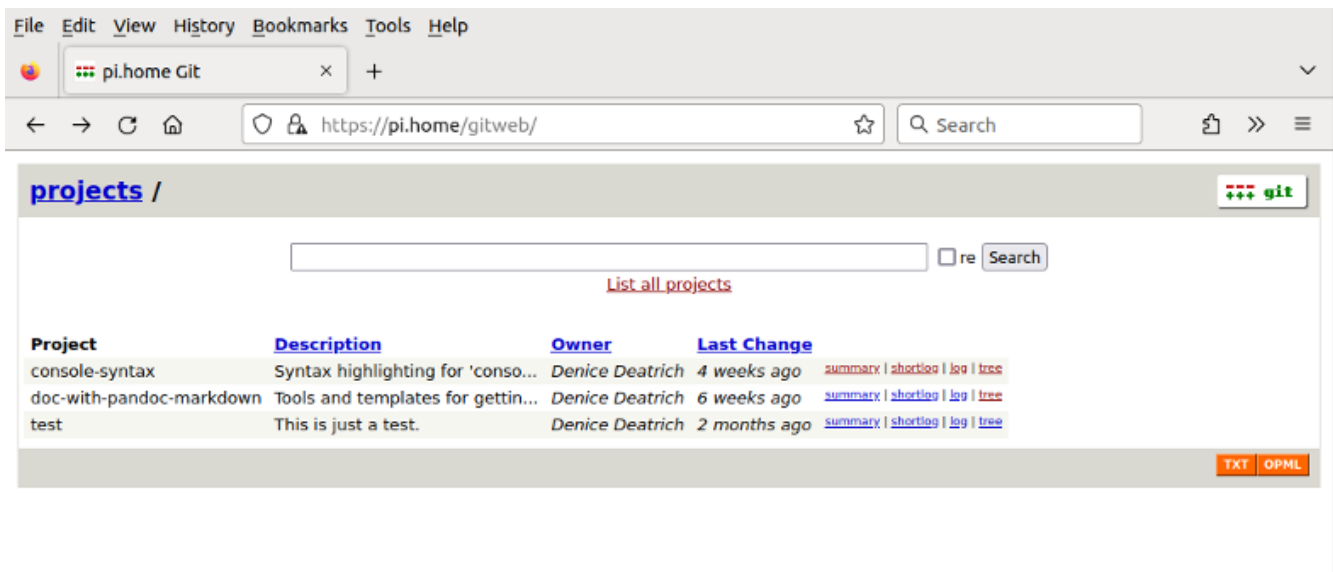 File Edit View History Bookmarks Tools Help
pi.home Git
https://pi.home/gitweb/ Search
projects / git
re Search
List all projects
Project Description Owner Last Change
console-syntax Syntax highlighting for 'conso... Denice Deatrich 4 weeks ago summary | shortlog | log | tree
doc-with-pandoc-markdown Tools and templates for gettin... Denice Deatrich 6 weeks ago summary | shortlog | log | tree
test This is just a test. Denice Deatrich 2 months ago summary | shortlog | log | tree
TXT OPML